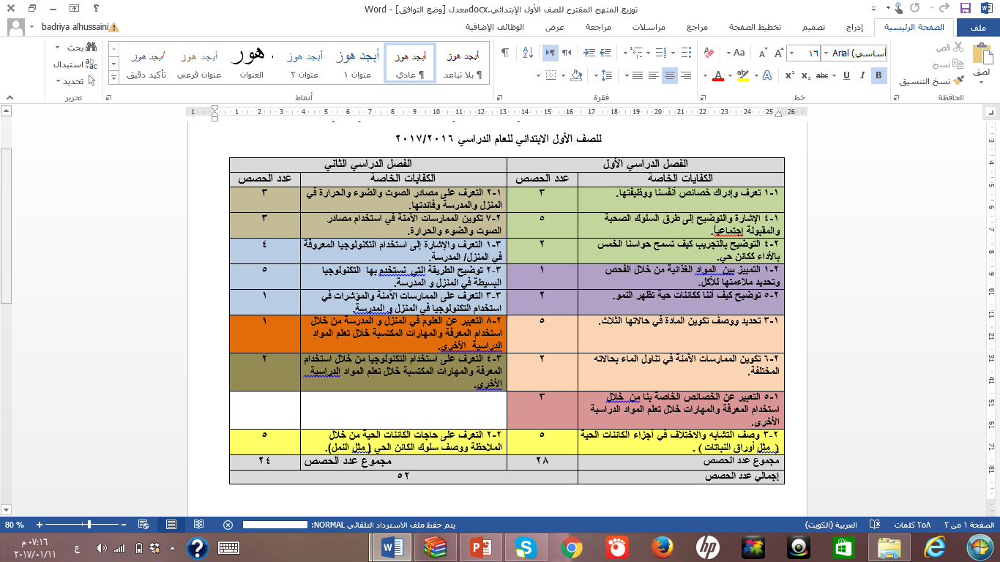 توزيع المنهج المقترح للصف الأول الإبتدائي.docxمعدل [وضع التوافق] - Word
ملف
الصفحة الرئيسية
إدراج
تصميم
تخطيط الصفحة
مراجع
مراسلات
مراجعة
عرض
الوظائف الإضافية
badriya alhussaini
لصق
قص
نسخ
نسخ التنسيق
الحافظة
Arial (أساسي
١٦
خط
فقرة
أبجد هوز
¶ بلا تباعد
أبجد هوز
¶ عادي
أبجد هوز
عنوان ١
أبجد هوز
عنوان ٢
هور
العنوان
أبجد هوز
عنوان فرعي
أبجد هوز
تأكيد دقيق
أنماط
بحث
استبدال
تحديد
تحرير
للصف الأول الابتدائي للعام الدراسي ٢٠١٧/٢٠١٦
الفصل الدراسي الأول
الفصل الدراسي الثاني
الكفايات الخاصة
عدد الحصص
الكفايات الخاصة
عدد الحصص
١-١ تعرف وإدراك خصائص أنفسنا ووظيفتها.
٣
٢-١ التعرف على مصادر الصوت والضوء والحرارة في
المنزل والمدرسة وفائدتها.
٣
٤-١ الإشارة والتوضيح إلى طرق السلوك الصحية
والمقبولة إجتماعياً.
٥
٧-٢ تكوين الممارسات الآمنة في استخدام مصادر
الصوت والضوء والحرارة.
٣
٤-٢ التوضيح بالتجريب كيف تسمح حواسنا الخمس
بالأداء ككائن حي.
٢
١-٣ التعرف والإشارة إلى استخدام التكنولوجيا المعروفة
في المنزل/ المدرسة.
٤
١-٢ التمييز بين المواد الغذائية من خلال الفحص
وتحديد ملاءمتها للأكل.
١
٢-٣ توضيح الطريقة التي نستخدم بها التكنولوجيا
البسيطة في المنزل و المدرسة.
٥
٥-٢ توضيح كيف أننا ككائنات حية تظهر النمو.
٢
٣-٣ التعرف على الممارسات الآمنة والمؤشرات في
استخدام التكنولوجيا في المنزل و المدرسة.
١
٣-١ تحديد ووصف تكوين المادة في حالاتها الثلاث.
٥
٨-٢ التعبير عن العلوم في المنزل و المدرسة من خلال
استخدام المعرفة والمهارات المكتسبة خلال تعلم المواد
الدراسية الأخرى.
١
٦-٢ تكوين الممارسات الآمنة في تناول الماء بحالاته
المختلفة.
٢
٤-٣ التعرف على استخدام التكنولوجيا من خلال استخدام
المعرفة والمهارات المكتسبة خلال تعلم المواد الدراسية
الأخرى.
٢
٥-١ التعبير عن الخصائص الخاصة بنا من خلال
استخدام المعرفة والمهارات خلال تعلم المواد الدراسية
الأخرى.
٣
٣-٢ وصف التشابه والاختلاف في أجزاء الكائنات الحية
( مثل أوراق النباتات ) .
٥
٢-٢ التعرف على حاجات الكائنات الحية من خلال
الملاحظة ووصف سلوك الكائن الحي ( مثل النمل).
٥
مجموع عدد الحصص
٢٨
مجموع عدد الحصص
٢٤
إجمالي عدد الحصص
٥٢
الصفحة ١ من ٢
٢٥٨ كلمات
العربية (الكويت)
يتم حفظ ملف الاسترداد التلقائي NORMAL:
80 %
٠٧:١٦ م
٢٠١٧/٠١/١١
ع